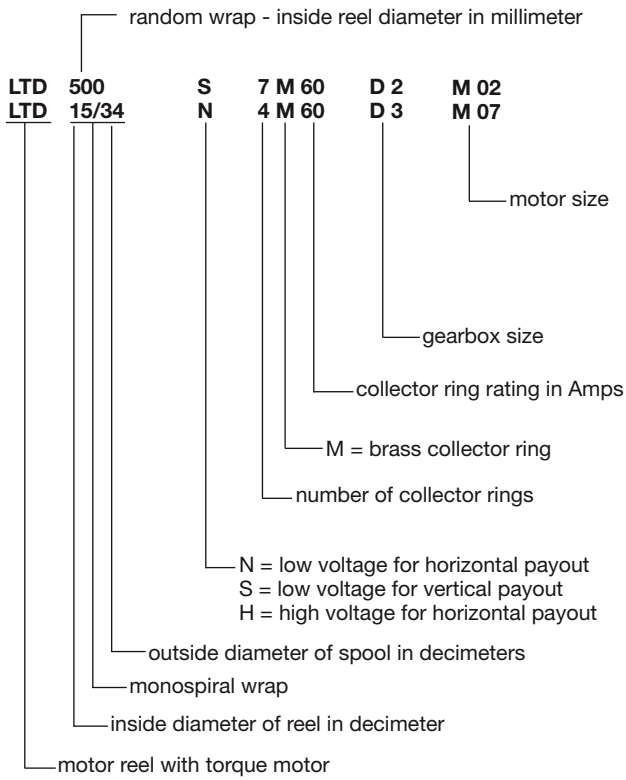 random wrap - inside reel diameter in millimeter
LTD 500 S 7 M 60 D 2 M 02
LTD 15/34 N 4 M 60 D 3 M 07
motor size
gearbox size
collector ring rating in Amps
M = brass collector ring
number of collector rings
N = low voltage for horizontal payout
S = low voltage for vertical payout
H = high voltage for horizontal payout
outside diameter of spool in decimeters
monospiral wrap
inside diameter of reel in decimeter
motor reel with torque motor